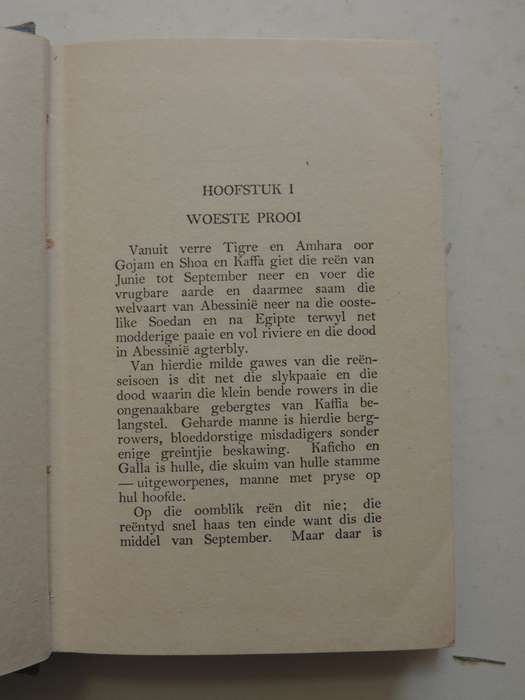 HOOFSTUK I
WOESTE PROOI
Vanuit verre Tigre en Amhara oor
Gojam en Shoa en Kaffa giet die reën van
Junie tot September neer en voer die
vrugbare aarde en daarmee saam die
welvaart van Abessinië neer na die ooste-
like Soedan en na Egipte terwyl net
modderige paaie en vol riviere en die dood
in Abessinië agterbly.
Van hierdie milde gawes van die reën-
seisoen is dit net die slykpaaie en die
dood waarin die klein bende rowers in die
ongenaakbare gebergtes van Kaffia be-
langstel. Geharde manne is hierdie berg-
rowers, bloeddorstige misdadigers sonder
enige greintjie beskawing. Kaficho en
Galla is hulle, die skuim van hulle stamme
— uitgeworpenes, manne met pryse op
hul hoofde.
Op die oomblik reën dit nie; die
reëntyd snel haas ten einde want dis die
middel van September. Maar daar is